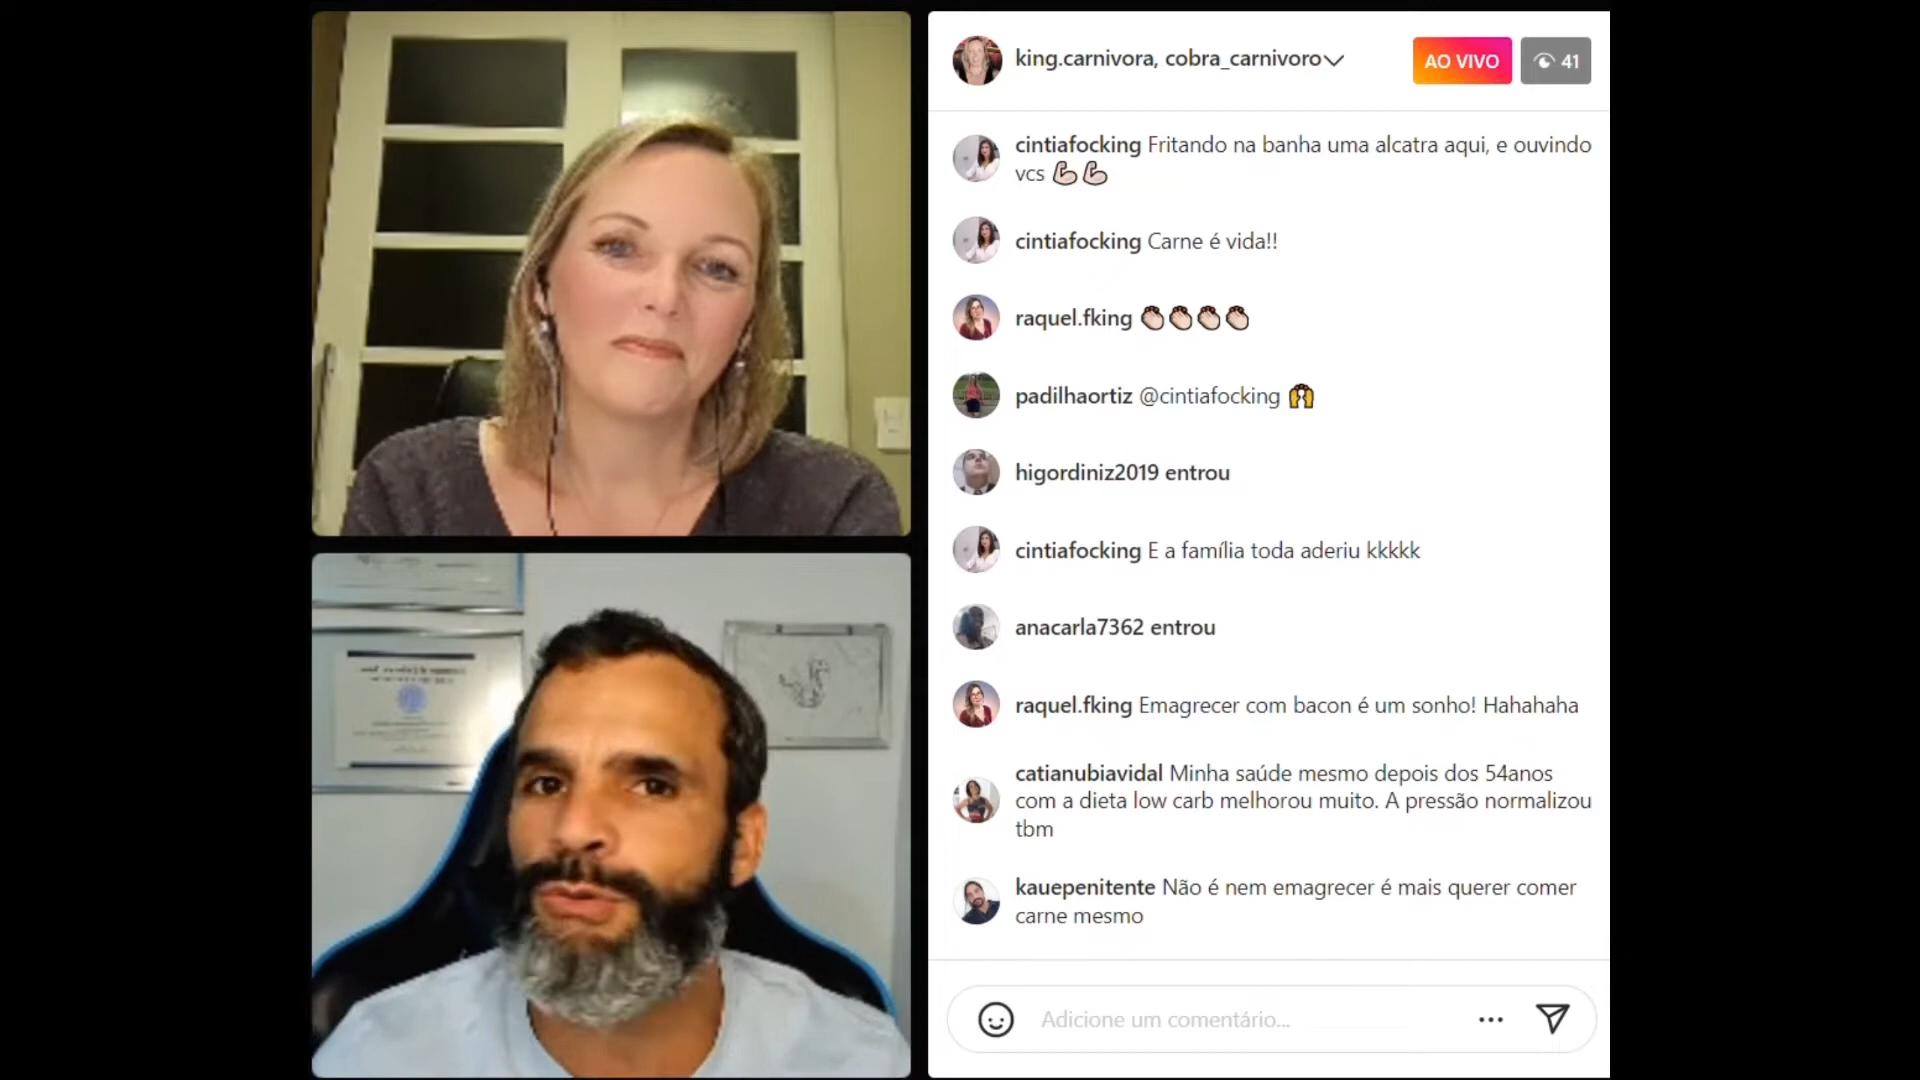 king.carnivora, cobra_carnivoro
AO VIVO
41
cintiafocking Fritando na banha uma alcatra aqui, e ouvindo
vcs 💪🏻💪🏻
cintiafocking Carne é vida!!
raquel.fking 👏🏻👏🏻👏🏻👏🏻
padilhaortiz @cintiafocking 🙌
higordiniz2019 entrou
cintiafocking E a família toda aderiu kkkkk
anacarla7362 entrou
raquel.fking Emagrecer com bacon é um sonho! Hahahaha
catianubiavidal Minha saúde mesmo depois dos 54anos
com a dieta low carb melhorou muito. A pressão normalizou
tbm
kauepenitente Não é nem emagrecer é mais querer comer
carne mesmo
Adicione um comentário...